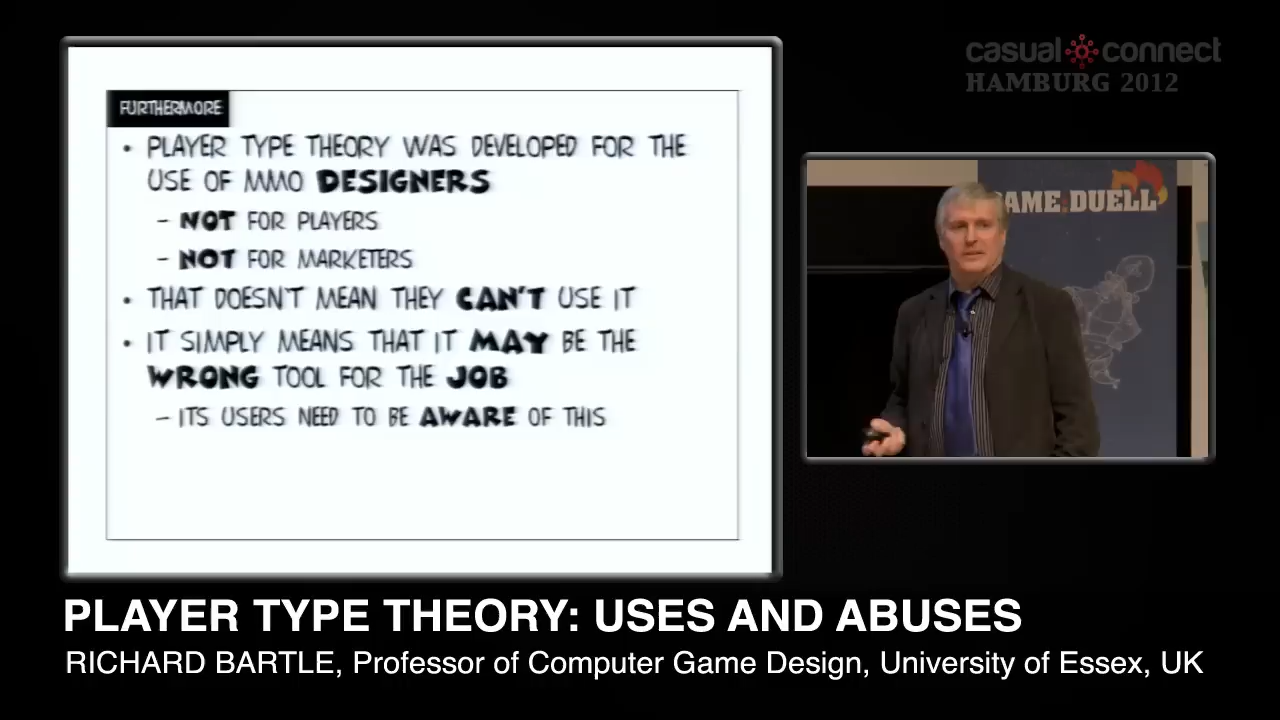 casual connect
HAMBURG 2012
FURTHERMORE
• PLAYER TYPE THEORY WAS DEVELOPED FOR THE
USE OF MMO DESIGNERS
– NOT FOR PLAYERS
– NOT FOR MARKETERS
• THAT DOESN'T MEAN THEY CAN'T USE IT
• IT SIMPLY MEANS THAT IT MAY BE THE
WRONG TOOL FOR THE JOB
– ITS USERS NEED TO BE AWARE OF THIS
AME DUELL
PLAYER TYPE THEORY: USES AND ABUSES
RICHARD BARTLE, Professor of Computer Game Design, University of Essex, UK